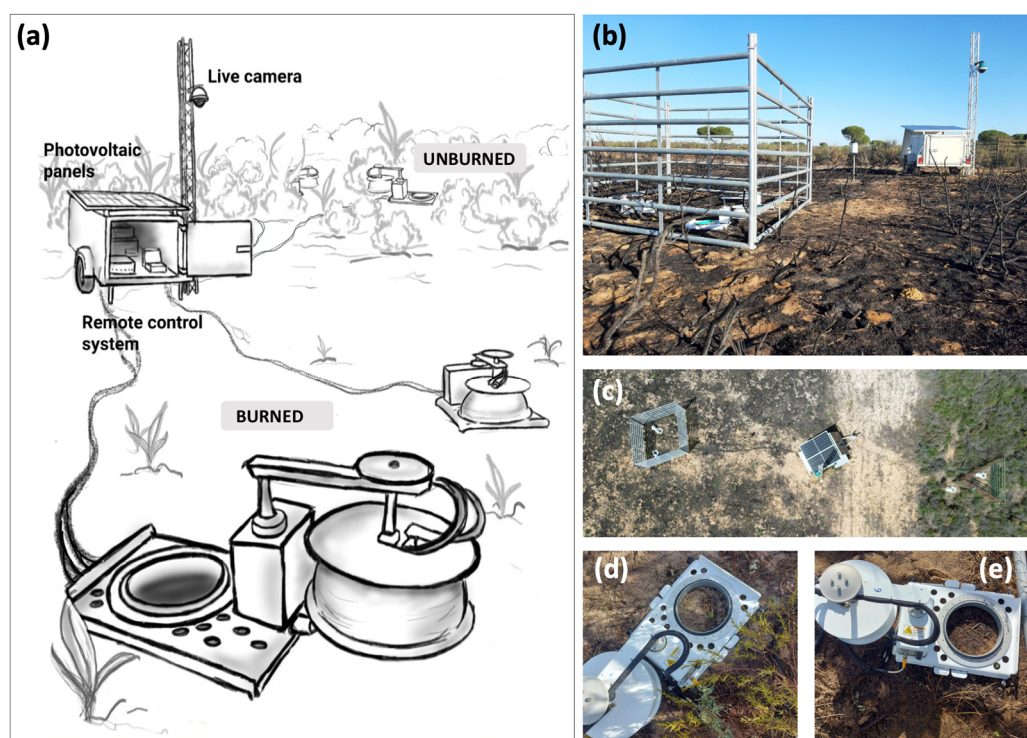 (a)
Live camera
Photovoltaic
panels
UNBURNED
Remote control
system
BURNED
(b)
(c)
(d)
(e)